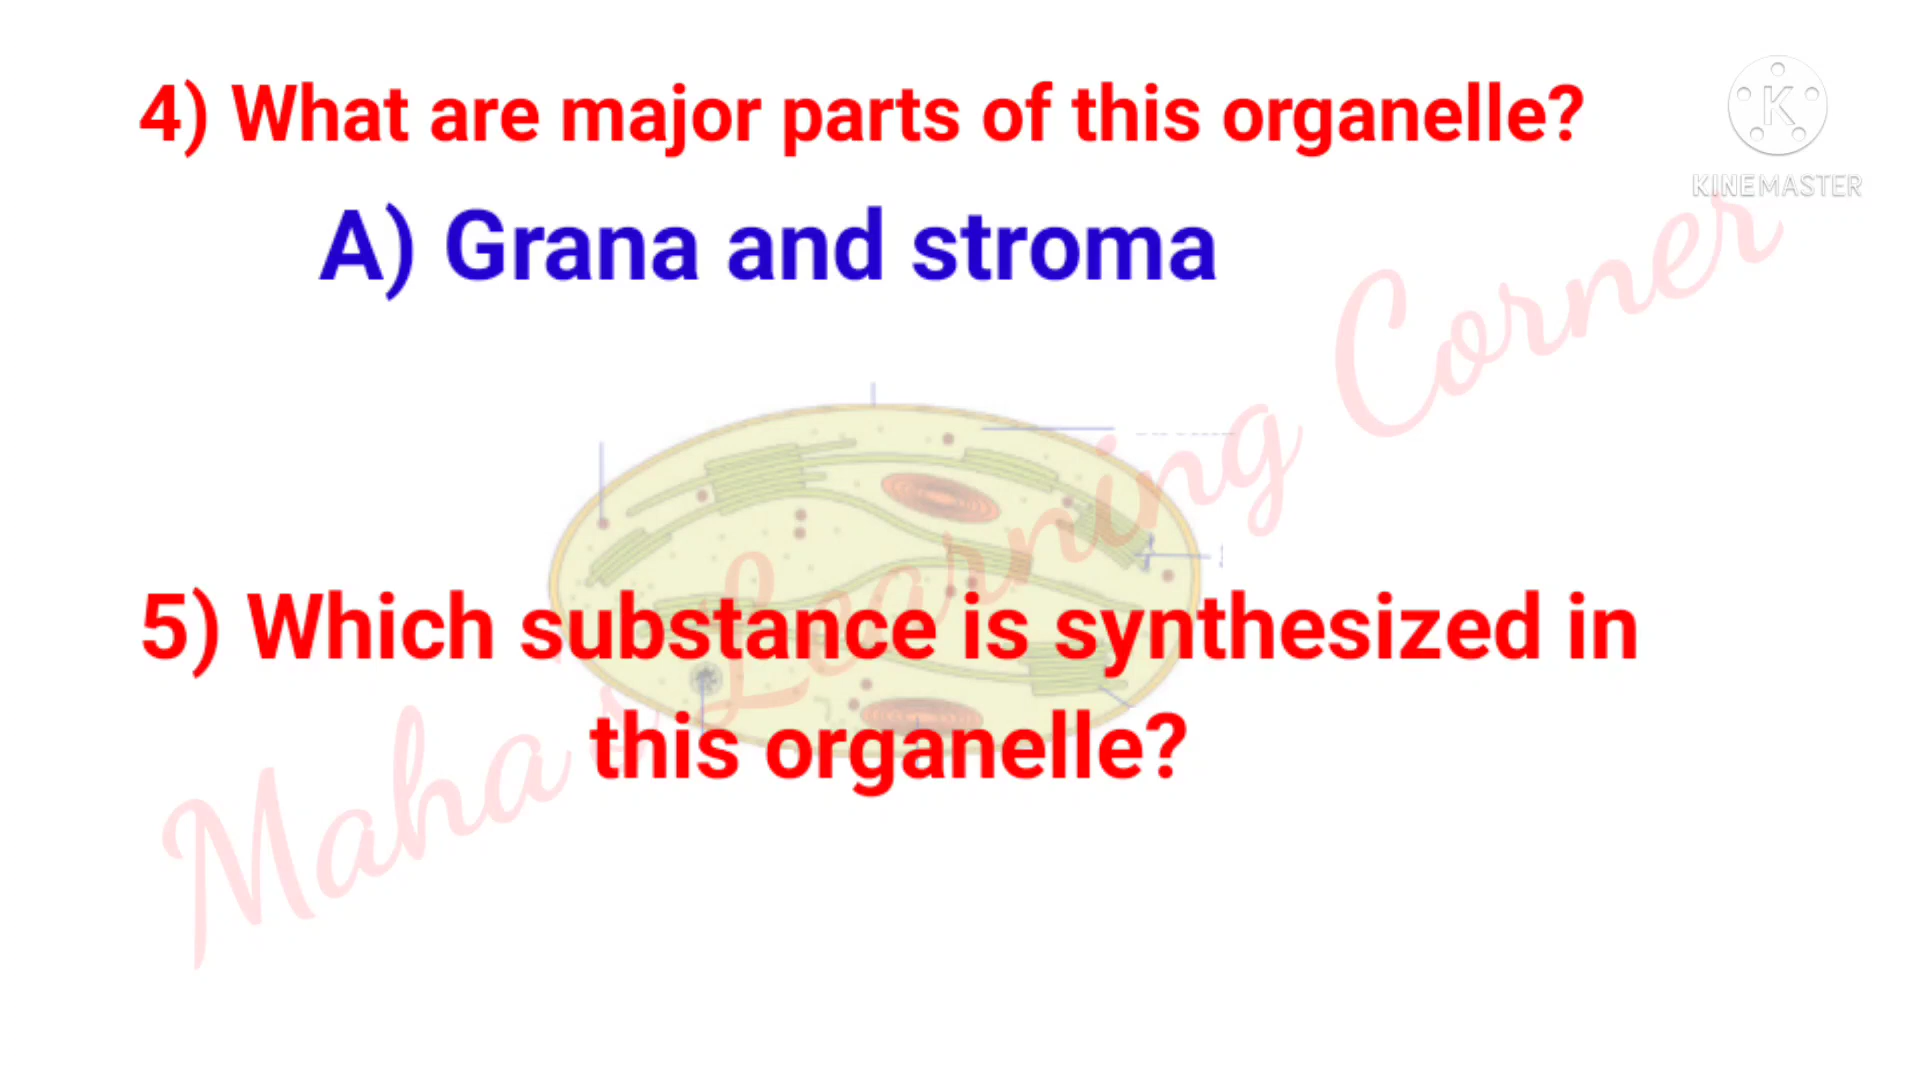 4) What are major parts of this organelle?
KINEMASTER
A) Grana and stroma
5) Which substance is synthesized in
this organelle?
Maha's Learning Corner